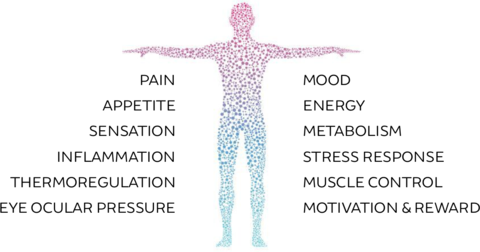 PAIN
APPETITE
SENSATION
INFLAMMATION
THERMOREGULATION
EYE OCULAR PRESSURE
MOOD
ENERGY
METABOLISM
STRESS RESPONSE
MUSCLE CONTROL
MOTIVATION & REWARD